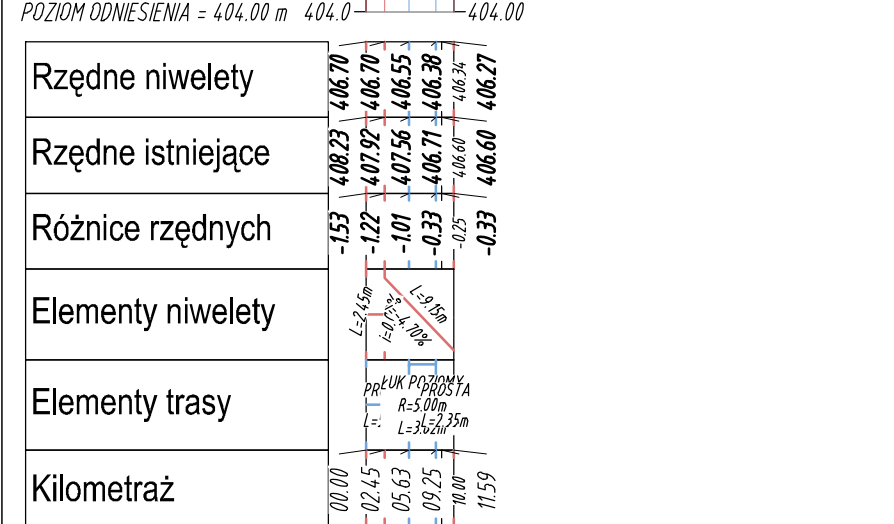 POZIOM ODNIESIENIA = 404.00 m 404.0 404.00
Rzędne niwelety 406.70 406.70 406.55 406.38 406.34 406.27
Rzędne istniejące 408.23 407.92 407.56 406.71 406.60 406.60
Różnice rzędnych -1.53 -1.22 -1.01 -0.33 -0.25 -0.33
Elementy niwelety L=2.45m L=9.15m
i=-4.70%
Elementy trasy ŁUK POZIOMY PROSTA
R=5.00m
L=3.62m L=2.35m
Kilometraż 00.00 02.45 05.63 09.25 10.00 11.59